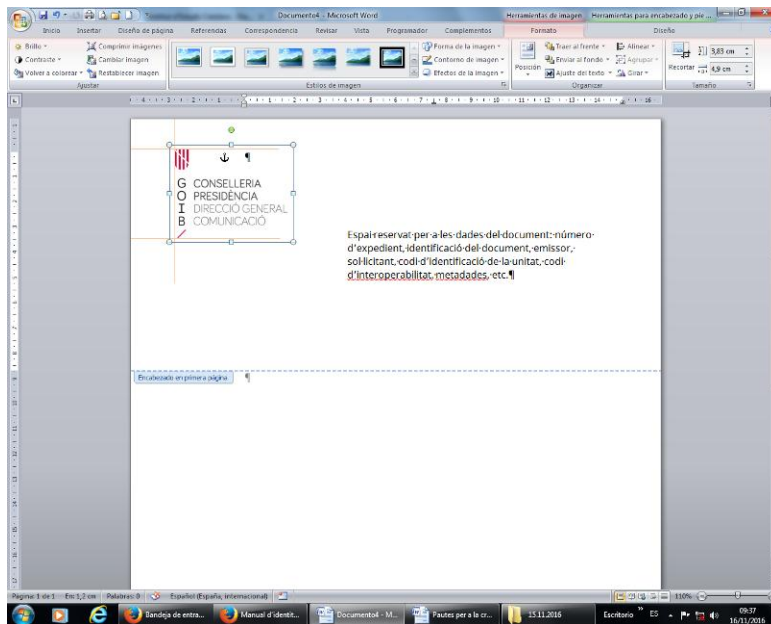 Documento4 - Microsoft Word
Herramientas de imagen
Herramientas para encabezado y pie ...
Inicio
Insertar
Diseño de página
Referencias
Correspondencia
Revisar
Vista
Programador
Complementos
Formato
Diseño
Brillo
Contraste
Volver a colorear
Comprimir imágenes
Cambiar imagen
Restablecer imagen
Ajustar
Estilos de imagen
Forma de la imagen
Contorno de imagen
Efectos de la imagen
Posición
Traer al frente
Enviar al fondo
Ajuste del texto
Alinear
Agrupar
Girar
Organizar
Recortar
3,83 cm
4,9 cm
Tamaño
G CONSELLERIA
O PRESIDÈNCIA
I DIRECCIÓ GENERAL
B COMUNICACIÓ
Espai·reservat·per·a·les·dades·del·document:·número·
d'expedient,·identificació·del·document,·emissor,·
sol·licitant,·codi·d'identificació·de·la·unitat,·codi·
d'interoperabilitat,·metadades,·etc.¶
Encabezado en primera página
Página: 1 de 1
En: 1,2 cm
Palabras: 0
Español (España, internacional)
110%
Bandeja de entra...
Manual d'identit...
Documento4 - M...
Pautes per a la cr...
15.11.2016
Escritorio
ES
09:37
16/11/2016